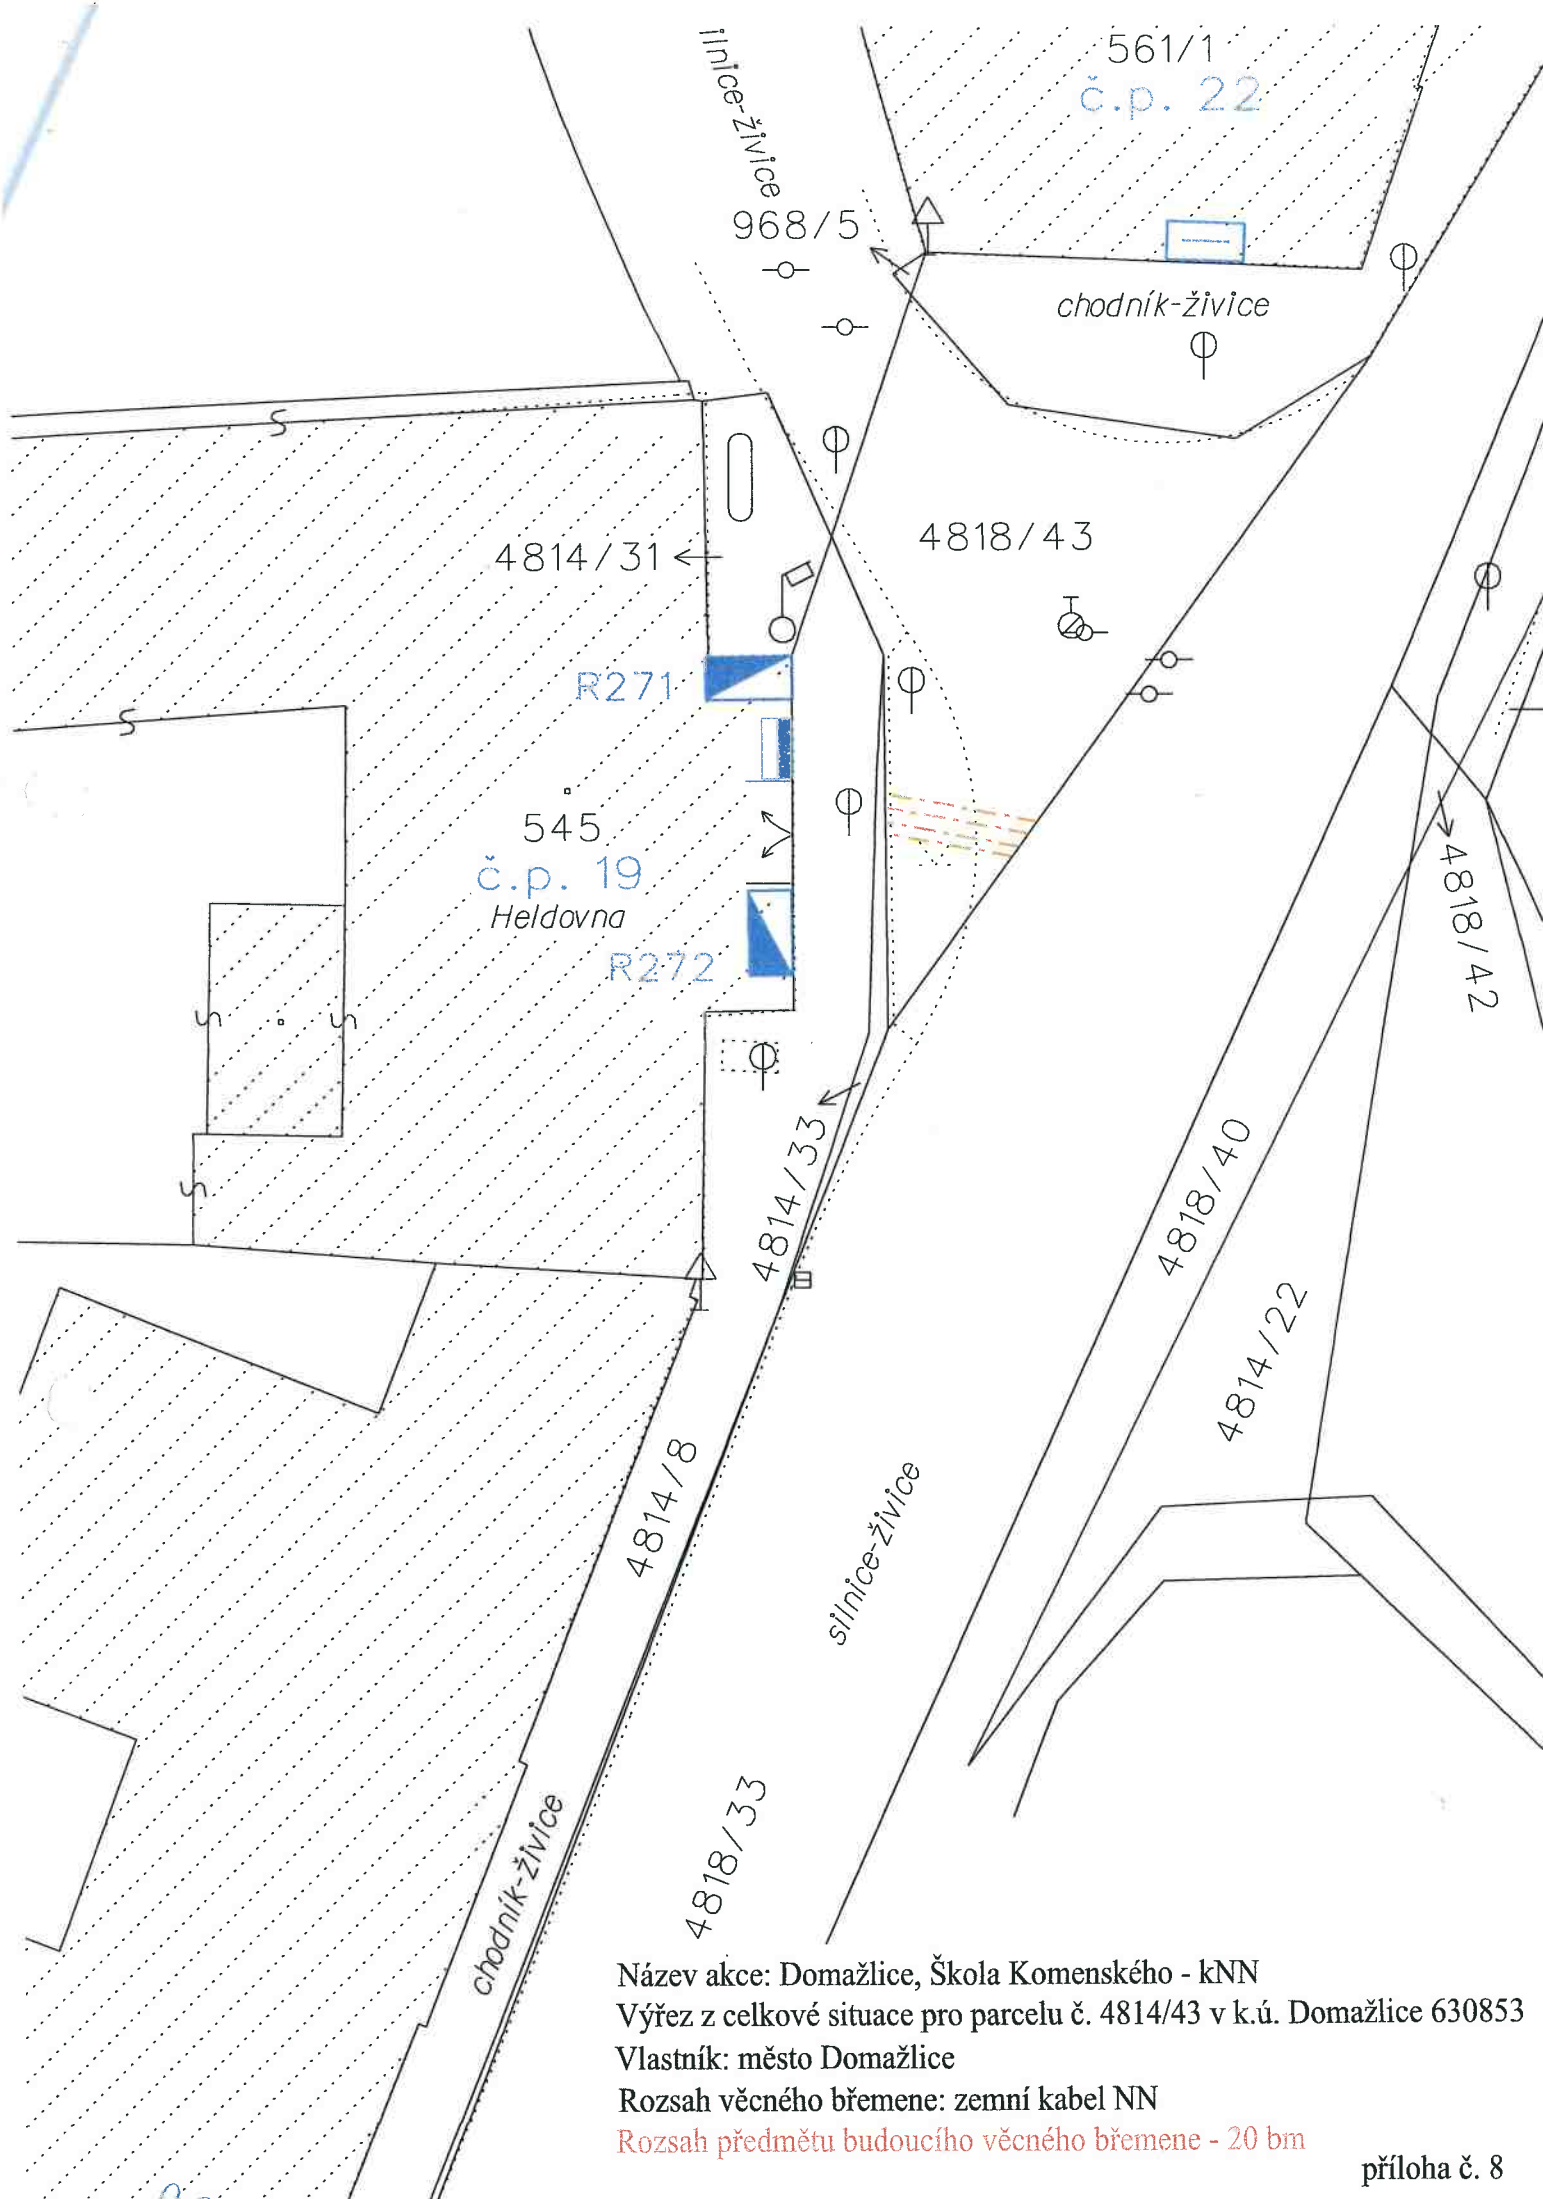 561/1
č.p. 22
ilnice-živice
968/5
chodník-živice
4814/31
4818/43
R271
545
č.p. 19
Heldovna
R272
4818/42
4814/33
4818/40
4814/22
4814/8
silnice-živice
4818/33
chodník-živice
Název akce: Domažlice, Škola Komenského - kNN
Výřez z celkové situace pro parcelu č. 4814/43 v k.ú. Domažlice 630853
Vlastník: město Domažlice
Rozsah věcného břemene: zemní kabel NN
Rozsah předmětu budoucího věcného břemene - 20 bm
příloha č. 8